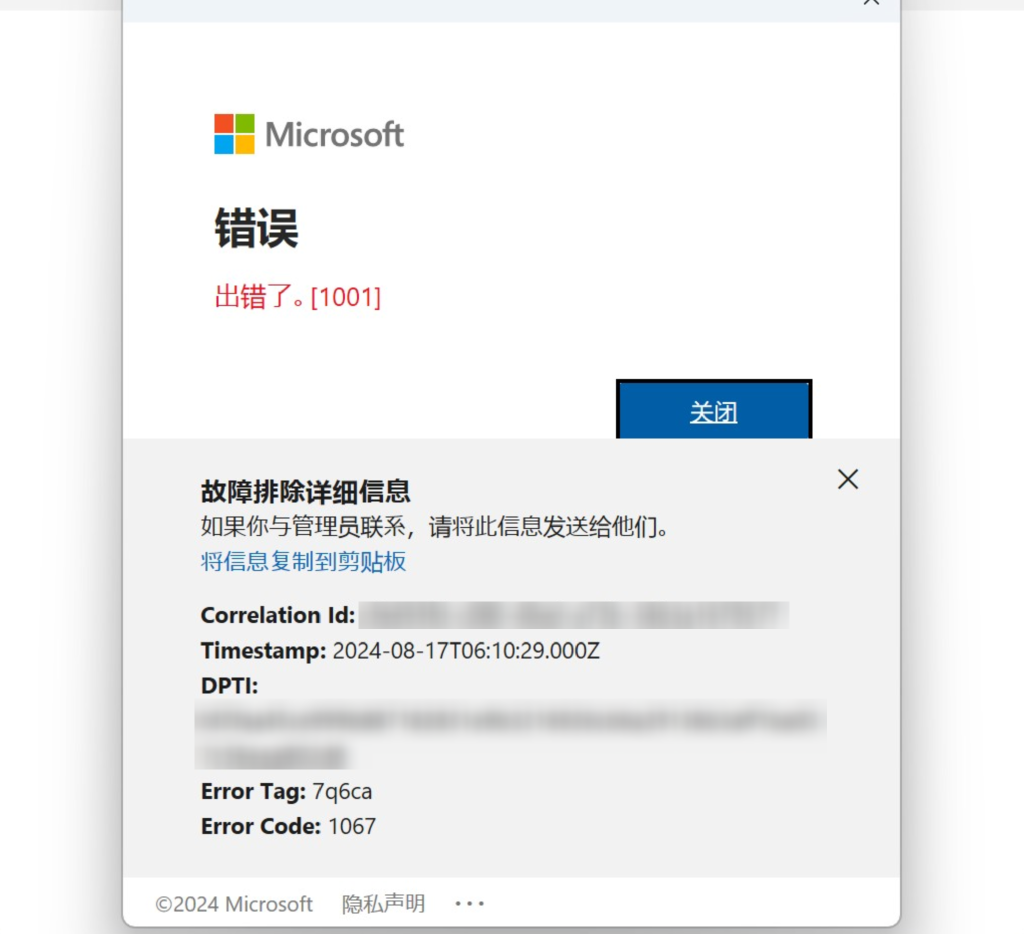 Microsoft
错误
出错了。[1001]
关闭
故障排除详细信息
如果你与管理员联系，请将此信息发送给他们。
将信息复制到剪贴板
Correlation Id:
Timestamp: 2024-08-17T06:10:29.000Z
DPTI:
Error Tag: 7q6ca
Error Code: 1067
©2024 Microsoft 隐私声明 ···